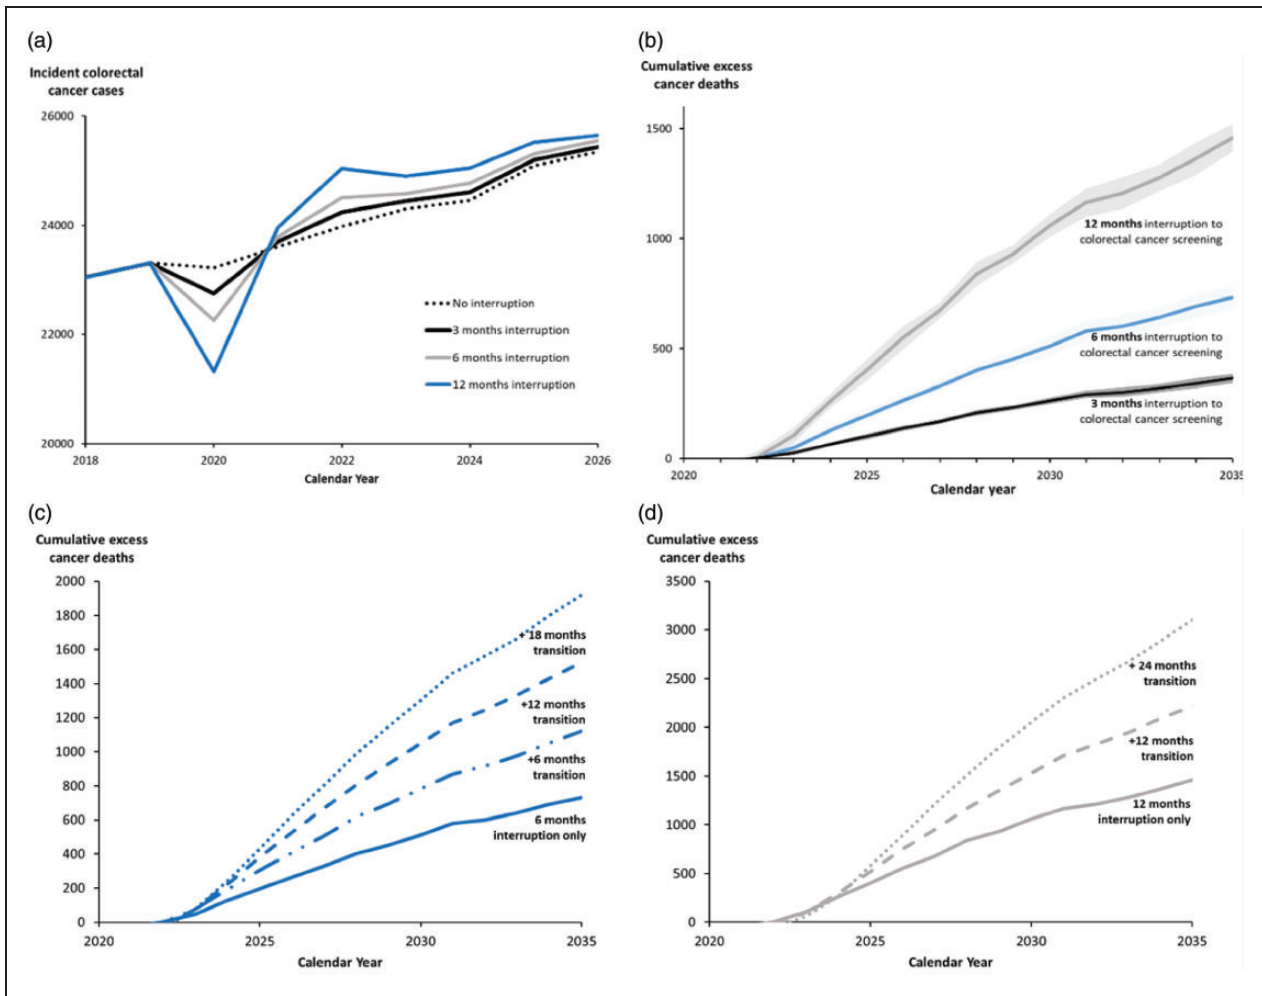 (a)
Incident colorectal
cancer cases
26000
24000
22000
20000
No interruption
3 months interruption
6 months interruption
12 months interruption
2018
2020
2022
2024
2026
Calendar Year
(b)
Cumulative excess
cancer deaths
1500
1000
500
0
12 months interruption to
colorectal cancer screening
6 months interruption to
colorectal cancer screening
3 months interruption to
colorectal cancer screening
2020
2025
2030
2035
Calendar year
(c)
Cumulative excess
cancer deaths
2000
1800
1600
1400
1200
1000
800
600
400
200
0
+ 18 months
transition
+12 months
transition
+6 months
transition
6 months
interruption only
2020
2025
2030
2035
Calendar Year
(d)
Cumulative excess
cancer deaths
3500
3000
2500
2000
1500
1000
500
0
+ 24 months
transition
+12 months
transition
12 months
interruption only
2020
2025
2030
2035
Calendar Year